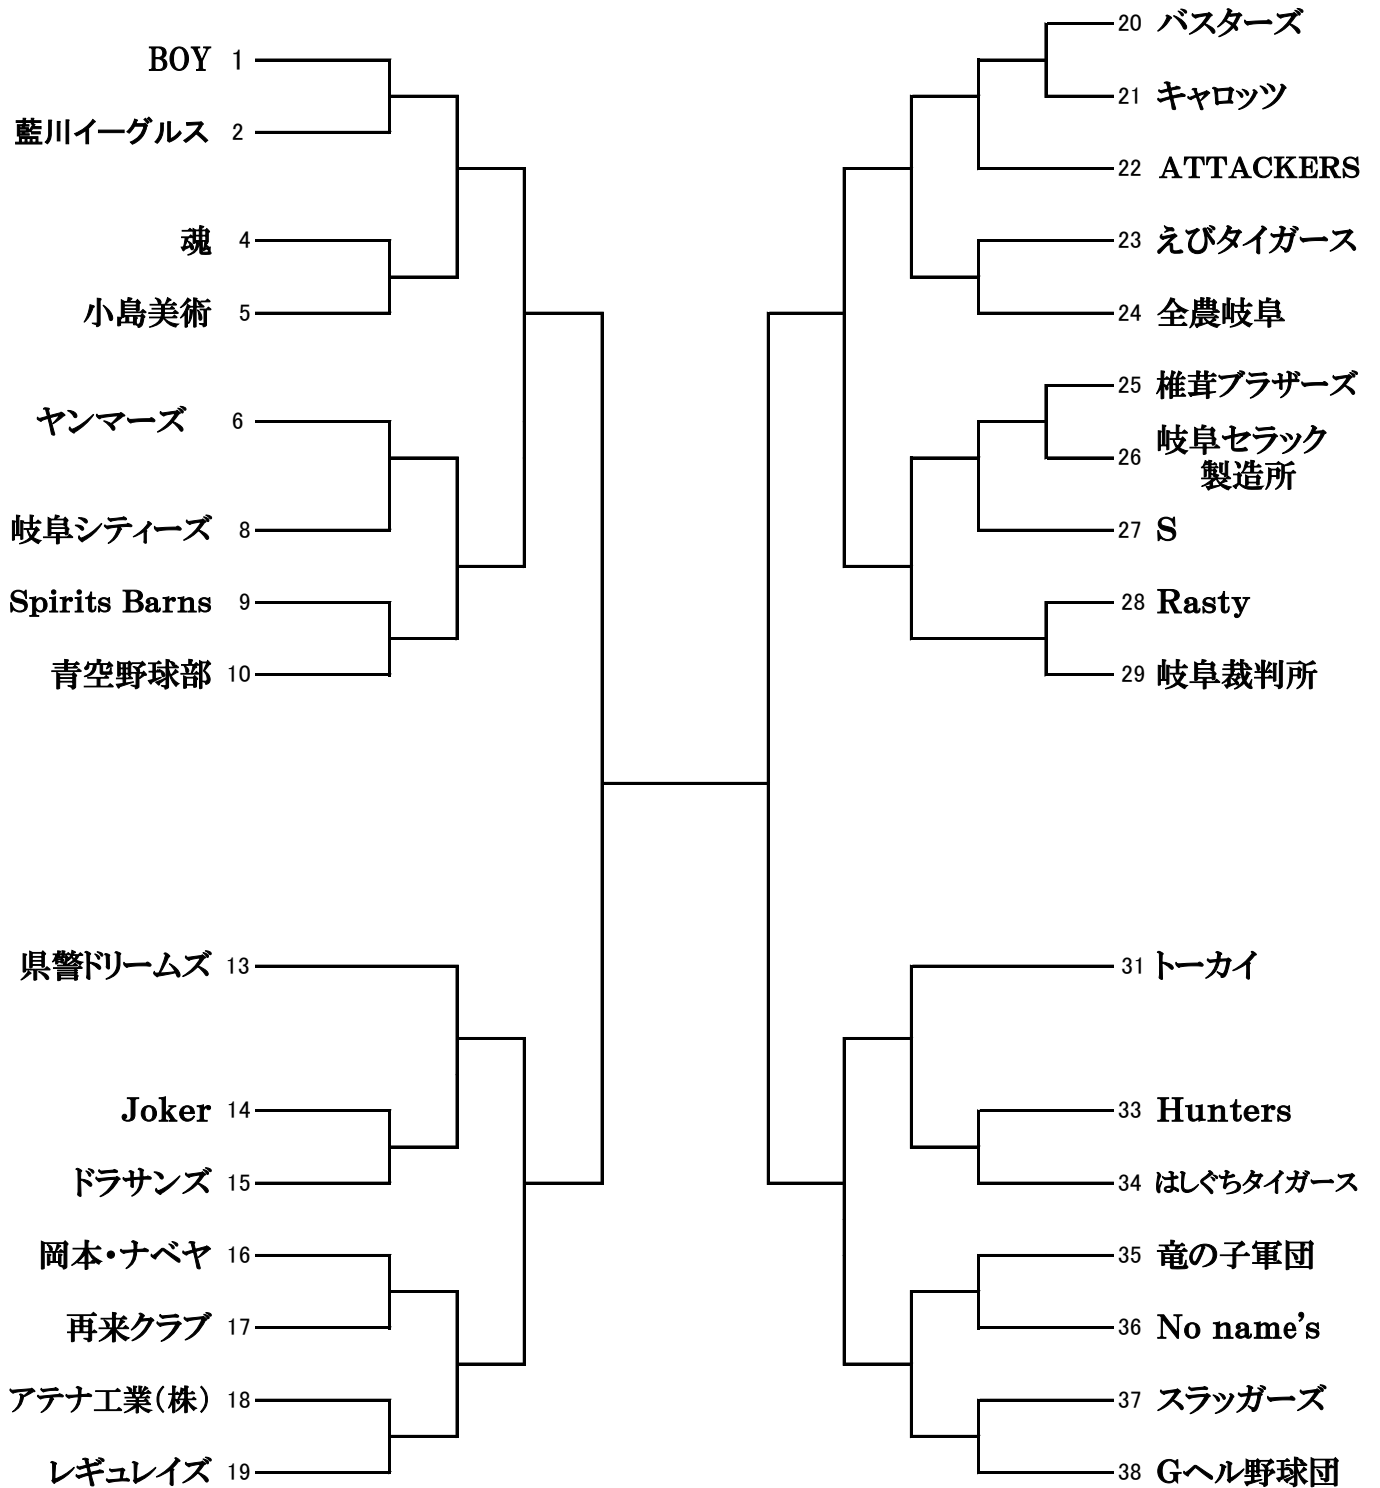 BOY 1
藍川イーグルス 2
魂 4
小島美術 5
ヤンマーズ 6
岐阜シティーズ 8
Spirits Barns 9
青空野球部 10
県警ドリームズ 13
Joker 14
ドラサンズ 15
岡本・ナベヤ 16
再来クラブ 17
アテナ工業(株) 18
レギュレイズ 19
20 バスターズ
21 キャロッツ
22 ATTACKERS
23 えびタイガース
24 全農岐阜
25 椎茸ブラザーズ
26 岐阜セラック
製造所
27 S
28 Rasty
29 岐阜裁判所
31 トーカイ
33 Hunters
34 はしぐちタイガース
35 竜の子軍団
36 No name's
37 スラッガーズ
38 Gヘル野球団